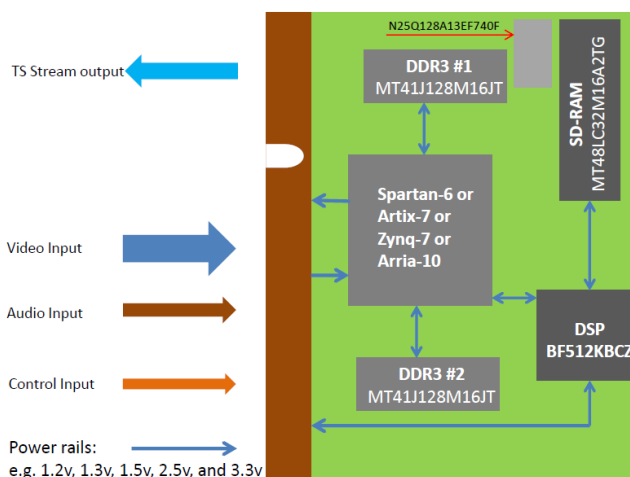 N25Q128A13EF740F
TS Stream output
DDR3 #1
MT41J128M16JT
SD-RAM
MT48LC32M16A2TG
Spartan-6 or
Artix-7 or
Zynq-7 or
Arria-10
Video Input
Audio Input
DSP
BF512KBCZ
DDR3 #2
MT41J128M16JT
Control Input
Power rails:
e.g. 1.2v, 1.3v, 1.5v, 2.5v, and 3.3v